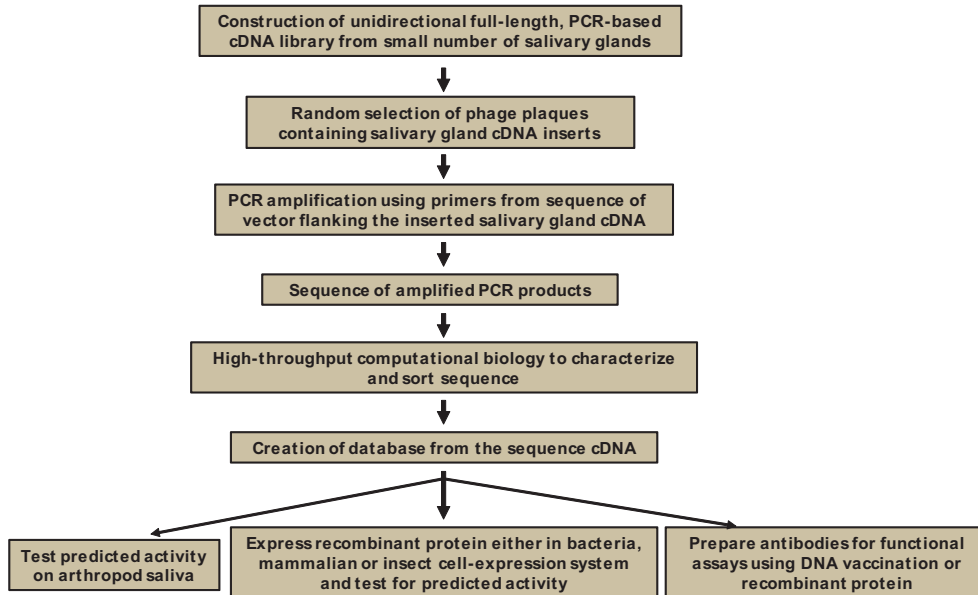 Construction of unidirectional full-length, PCR-based
cDNA library from small number of salivary glands
Random selection of phage plaques
containing salivary gland cDNA inserts
PCR amplification using primers from sequence of
vector flanking the inserted salivary gland cDNA
Sequence of amplified PCR products
High-throughput computational biology to characterize
and sort sequence
Creation of database from the sequence cDNA
Test predicted activity
on arthropod saliva
Express recombinant protein either in bacteria,
mammalian or insect cell-expression system
and test for predicted activity
Prepare antibodies for functional
assays using DNA vaccination or
recombinant protein